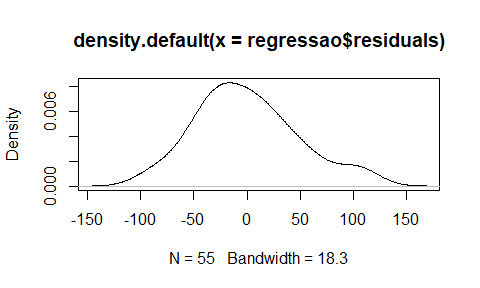 density.default(x = regressao$residuals)
Density
0.006
0.000
-150 -100 -50 0 50 100 150
N = 55 Bandwidth = 18.3